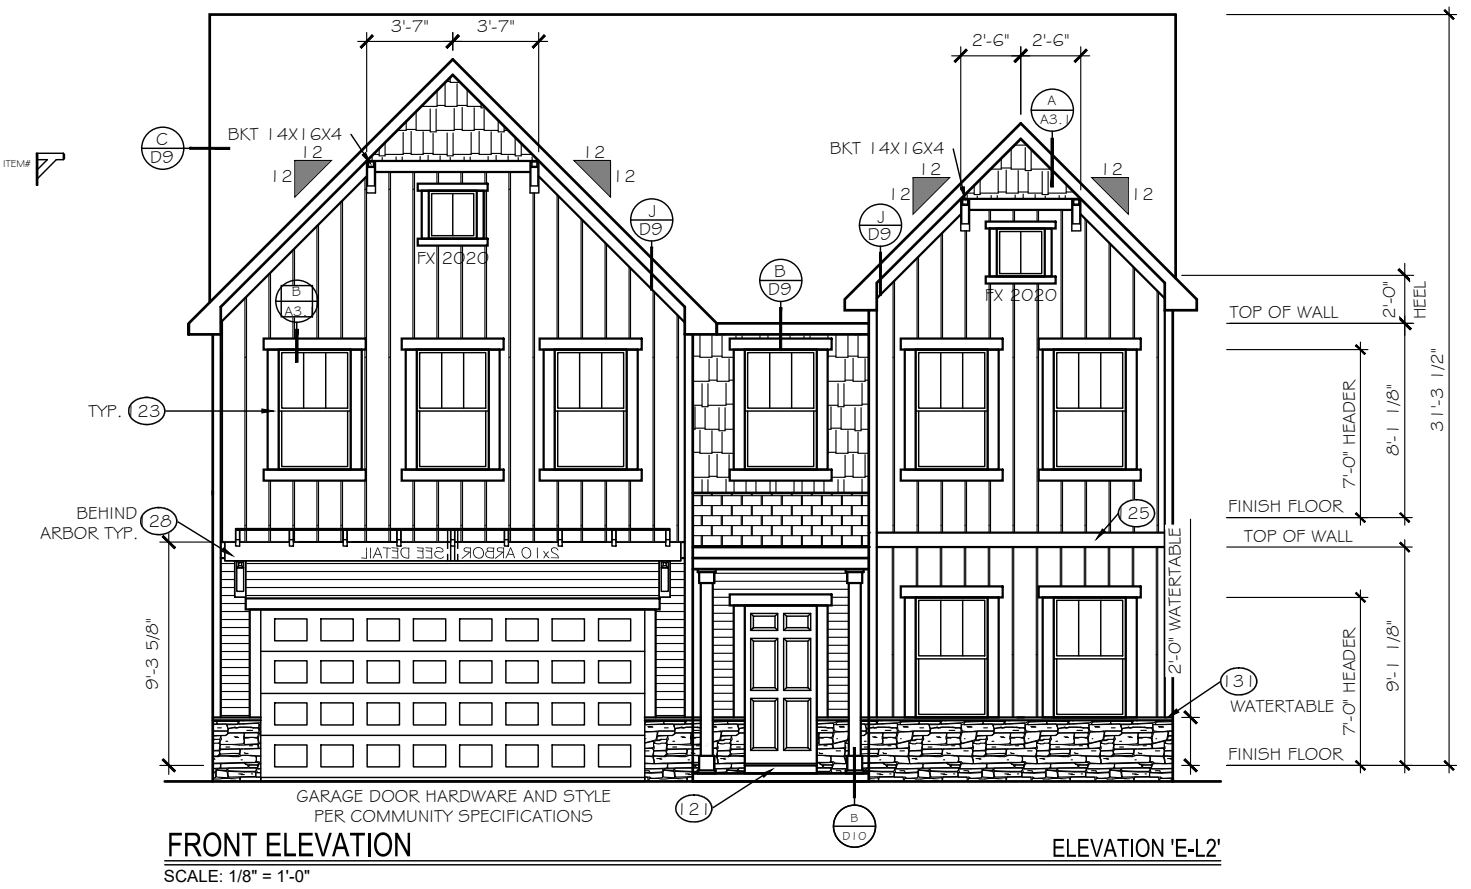 3'-7" 3'-7"
2'-6" 2'-6"
ITEM#
C
D9
BKT 14X16X4
12
12
12
12
A
A3.1
BKT 14X16X4
12
12
12
12
J
D9
J
D9
FX 2020
FX 2020
B
A3.1
B
D9
TYP. 123
BEHIND
ARBOR TYP.
28
2x10 ARBOR SEE DETAIL
125
9'-3 5/8"
2'-0" WATERTABLE
131
WATERTABLE
TOP OF WALL
2'-0"
HEEL
7'-0" HEADER
8'-1 1/8"
31'-3 1/2"
FINISH FLOOR
TOP OF WALL
7'-0" HEADER
9'-1 1/8"
FINISH FLOOR
GARAGE DOOR HARDWARE AND STYLE
PER COMMUNITY SPECIFICATIONS
121
B
D10
FRONT ELEVATION
ELEVATION 'E-L2'
SCALE: 1/8" = 1'-0"